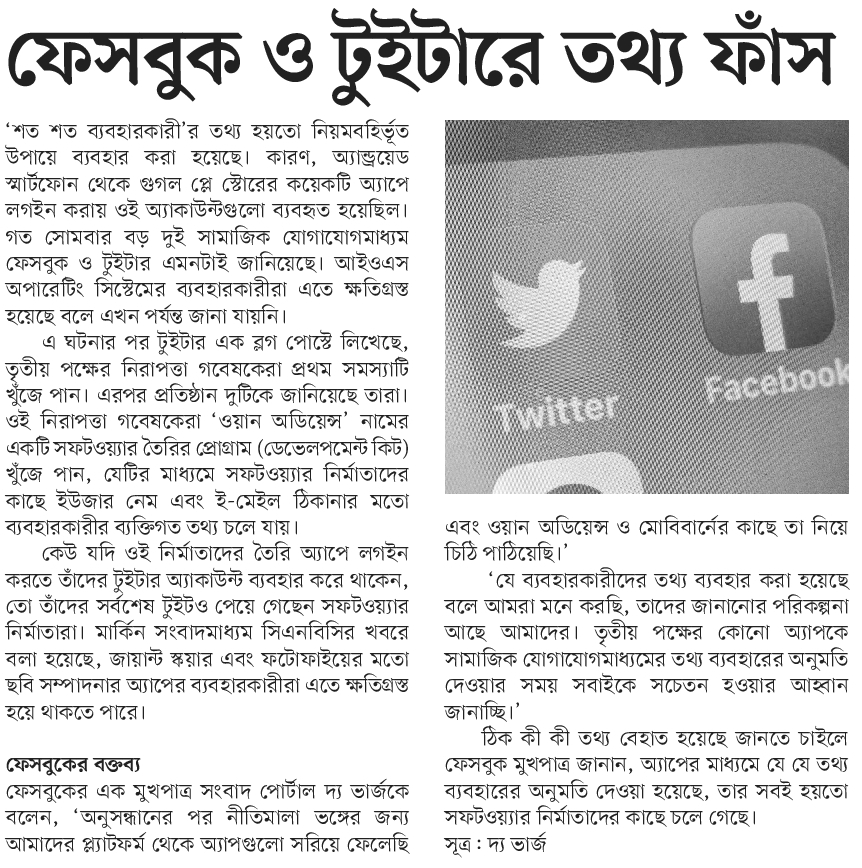 ফেসবুক ও টুইটারে তথ্য ফাঁস
‘শত শত ব্যবহারকারী’র তথ্য হয়তো নিয়মবহির্ভূত
উপায়ে ব্যবহার করা হয়েছে। কারণ, অ্যান্ড্রয়েড
স্মার্টফোন থেকে গুগল প্লে স্টোরের কয়েকটি অ্যাপে
লগইন করায় ওই অ্যাকাউন্টগুলো ব্যবহৃত হয়েছিল।
গত সোমবার বড় দুই সামাজিক যোগাযোগমাধ্যম
ফেসবুক ও টুইটার এমনটাই জানিয়েছে। আইওএস
অপারেটিং সিস্টেমের ব্যবহারকারীরা এতে ক্ষতিগ্রস্ত
হয়েছে বলে এখন পর্যন্ত জানা যায়নি।
এ ঘটনার পর টুইটার এক ব্লগ পোস্টে লিখেছে,
তৃতীয় পক্ষের নিরাপত্তা গবেষকেরা প্রথম সমস্যাটি
খুঁজে পান। এরপর প্রতিষ্ঠান দুটিকে জানিয়েছে তারা।
ওই নিরাপত্তা গবেষকেরা ‘ওয়ান অডিয়েন্স’ নামের
একটি সফটওয়্যার তৈরির প্রোগ্রাম (ডেভেলপমেন্ট কিট)
খুঁজে পান, যেটির মাধ্যমে সফটওয়্যার নির্মাতাদের
কাছে ইউজার নেম এবং ই-মেইল ঠিকানার মতো
ব্যবহারকারীর ব্যক্তিগত তথ্য চলে যায়।
কেউ যদি ওই নির্মাতাদের তৈরি অ্যাপে লগইন
করতে তাঁদের টুইটার অ্যাকাউন্ট ব্যবহার করে থাকেন,
তো তাঁদের সর্বশেষ টুইটও পেয়ে গেছেন সফটওয়্যার
নির্মাতারা। মার্কিন সংবাদমাধ্যম সিএনবিসির খবরে
বলা হয়েছে, জায়ান্ট স্কয়ার এবং ফটোফাইয়ের মতো
ছবি সম্পাদনার অ্যাপের ব্যবহারকারীরা এতে ক্ষতিগ্রস্ত
হয়ে থাকতে পারে।
ফেসবুকের বক্তব্য
ফেসবুকের এক মুখপাত্র সংবাদ পোর্টাল দ্য ভার্জকে
বলেন, ‘অনুসন্ধানের পর নীতিমালা ভঙ্গের জন্য
আমাদের প্ল্যাটফর্ম থেকে অ্যাপগুলো সরিয়ে ফেলেছি
Twitter
Facebook
এবং ওয়ান অডিয়েন্স ও মোবিবার্নের কাছে তা নিয়ে
চিঠি পাঠিয়েছি।’
‘যে ব্যবহারকারীদের তথ্য ব্যবহার করা হয়েছে
বলে আমরা মনে করছি, তাদের জানানোর পরিকল্পনা
আছে আমাদের। তৃতীয় পক্ষের কোনো অ্যাপকে
সামাজিক যোগাযোগমাধ্যমের তথ্য ব্যবহারের অনুমতি
দেওয়ার সময় সবাইকে সচেতন হওয়ার আহ্বান
জানাচ্ছি।’
ঠিক কী কী তথ্য বেহাত হয়েছে জানতে চাইলে
ফেসবুক মুখপাত্র জানান, অ্যাপের মাধ্যমে যে যে তথ্য
ব্যবহারের অনুমতি দেওয়া হয়েছে, তার সবই হয়তো
সফটওয়্যার নির্মাতাদের কাছে চলে গেছে।
সূত্র : দ্য ভার্জ